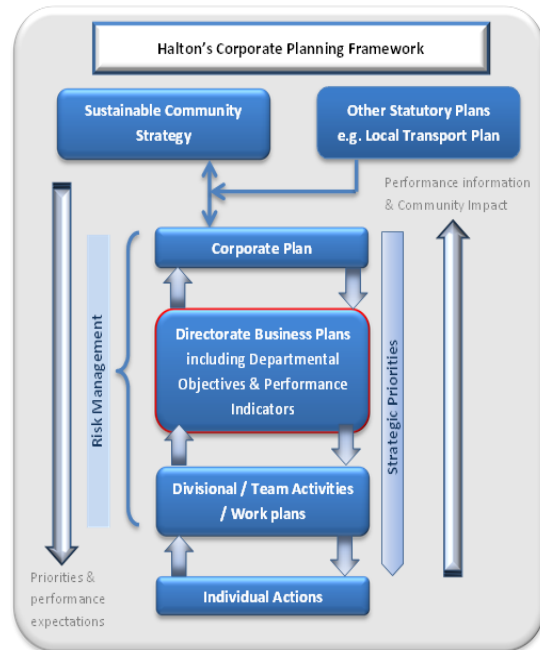 Halton's Corporate Planning Framework
Sustainable Community
Strategy
Other Statutory Plans
e.g. Local Transport Plan
Performance information
& Community Impact
Corporate Plan
Directorate Business Plans
including Departmental
Objectives & Performance
Indicators
Risk Management
Strategic Priorities
Divisional / Team Activities
/ Work plans
Priorities &
performance
expectations
Individual Actions